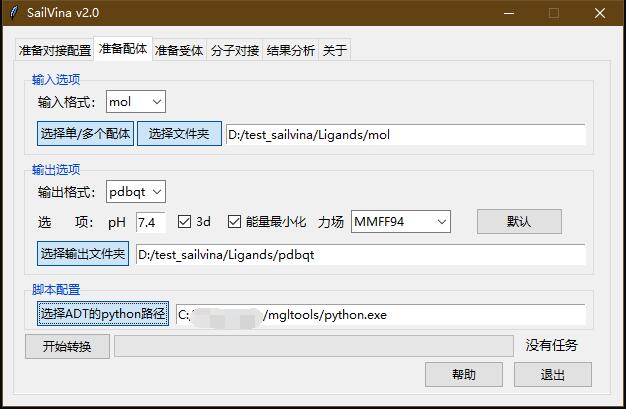 SailVina v2.0
准备对接配置 准备配体 准备受体 分子对接 结果分析 关于
输入选项
输入格式： mol
选择单/多个配体 选择文件夹 D:/test_sailvina/Ligands/mol
输出选项
输出格式： pdbqt
选 项： pH 7.4 3d 能量最小化 力场 MMFF94 默认
选择输出文件夹 D:/test_sailvina/Ligands/pdbqt
脚本配置
选择ADT的python路径 C: /mgltools/python.exe
开始转换 没有任务
帮助 退出